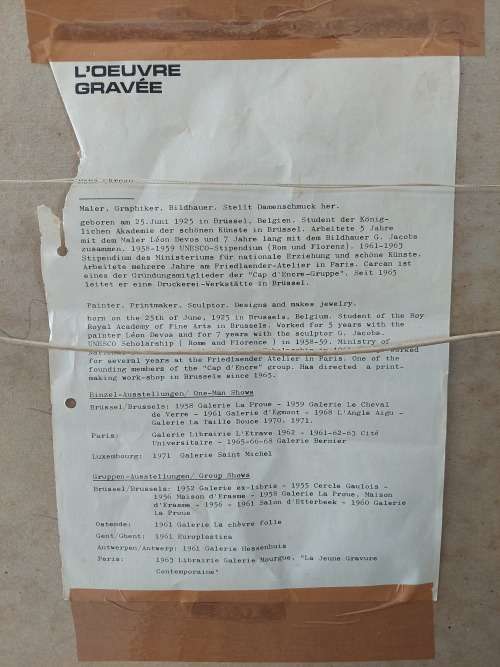 L'OEUVRE
GRAVÉE
Maler. Graphiker. Bildhauer. Stellt Damenschmuck her.
geboren am 25.Juni 1925 in Brüssel. Belgien. Student der König-
lichen Akademie der schönen Künste in Brüssel. Arbeitete 5 Jahre
mit dem Maler Léon Devos und 7 Jahre lang mit dem Bildhauer G. Jacobs
zusammen. 1958-1959 UNESCO-Stipendium (Rom und Florenz). 1961-1963
Stipendium des Ministeriums für nationale Erziehung und schöne Künste.
Arbeitete mehrere Jahre am Friedlaender-Atelier in Paris. Carcan ist
eines der Gründungsmitglieder der "Cap d'Encre-Gruppe". Seit 1965
leitet er eine Druckerei-Werkstätte in Brüssel.
Painter. Printmaker. Sculptor. Designs and makes jewelry.
born on the 25th of June, 1925 in Brussels. Belgium. Student of the Roy
Royal Academy of Fine Arts in Brussels. Worked for 5 years with the
painter Léon Devos and for 7 years with the sculptor G. Jacobs.
UNESCO Scholarship ( Rome and Florence ) in 1958-59. Ministry of
worked
for several years at the Friedlaender Atelier in Paris. One of the
founding members of the "Cap d'Encre" group. Has directed a print-
making work-shop in Brussels since 1965.
Einzel-Ausstellungen/ One-Man Shows
Brüssel/Brussels: 1958 Galerie La Proue - 1959 Galerie Le Cheval
de Verre - 1961 Galerie d'Egmont - 1968 L'Angle Aigu -
Galerie La Taille Douce 1970. 1971.
Paris: Galerie Librairie L'Etrave 1962 - 1961-62-63 Cité
Universitaire - 1965-66-68 Galerie Bernier
Luxembourg: 1971 Galerie Saint Michel
Gruppen-Ausstellungen/ Group Shows
Brüssel/Brussels: 1952 Galerie ex-libris - 1955 Cercle Gaulois -
1956 Maison d'Erasme - 1958 Galerie La Proue, Maison
d'Erasme - 1956 - 1961 Salon d'Etterbeek - 1960 Galerie
La Proue
Ostende: 1961 Galerie La chèvre folle
Gent/Ghent: 1961 Europlastica
Antwerpen/Antwerp: 1961 Galerie Hessenhuis
Paris: 1963 Librairie Galerie Mourgue. "La Jeune Gravure
Contemporaine"